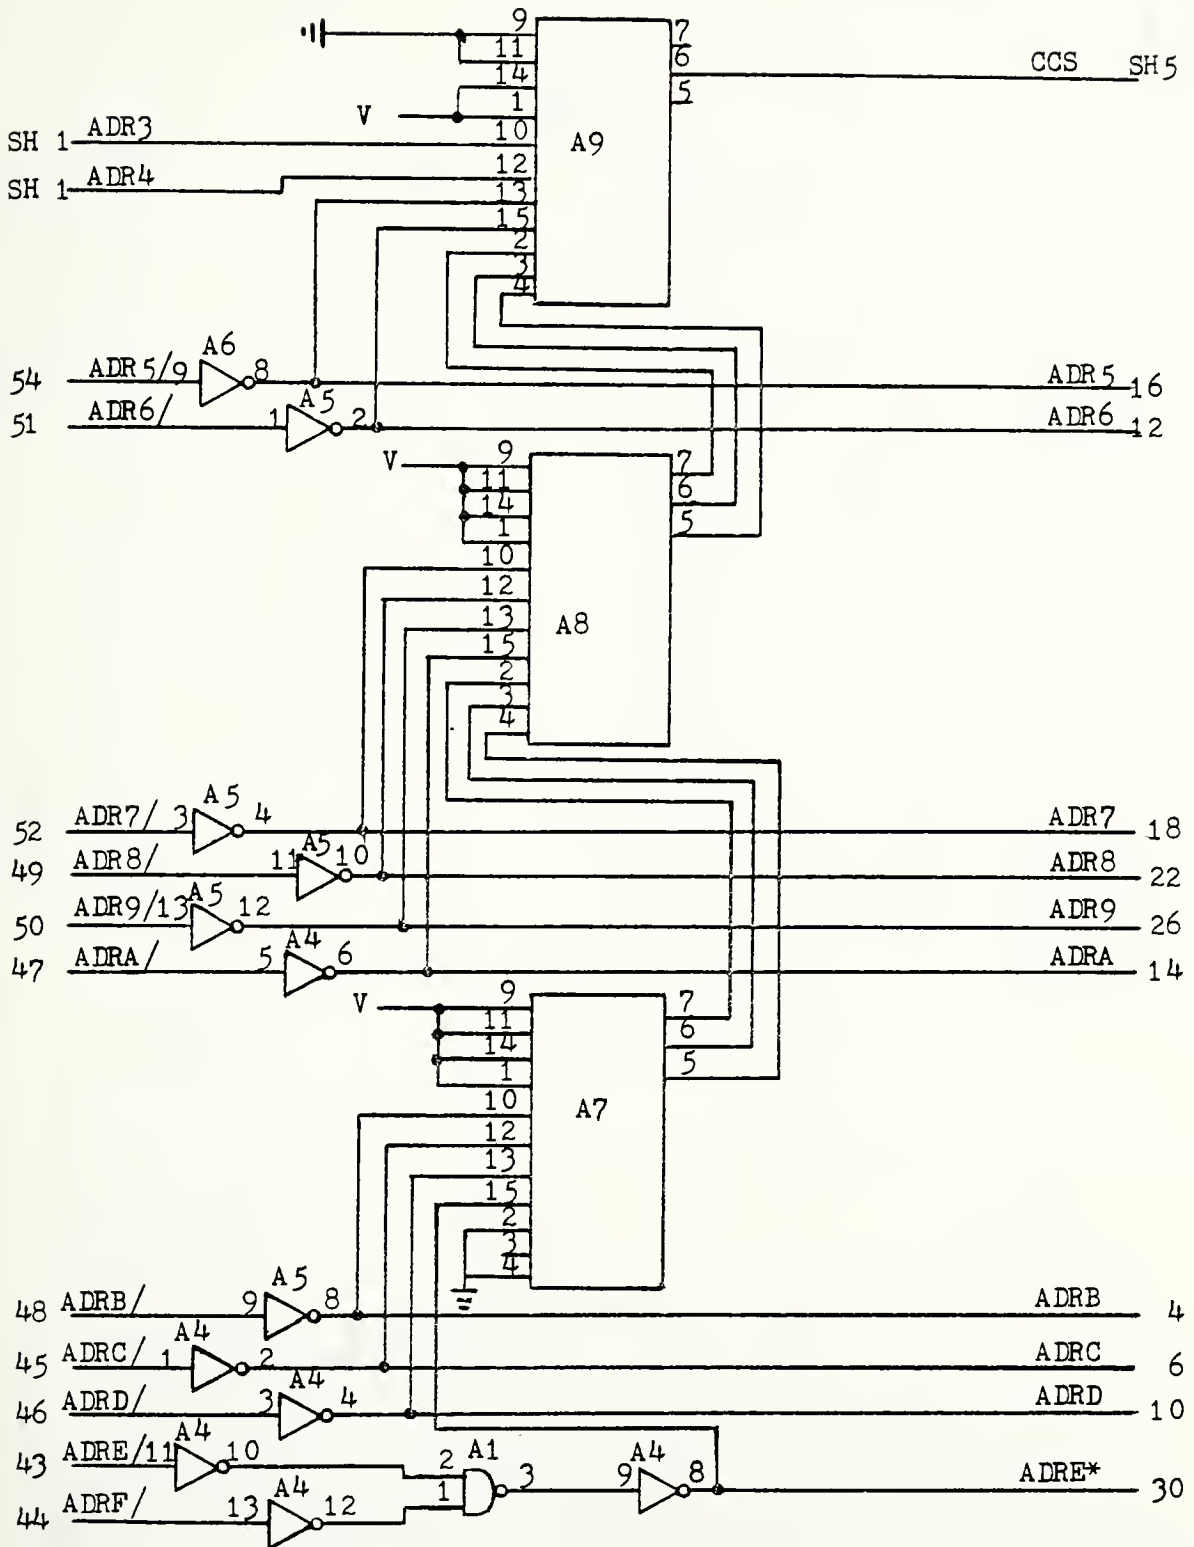 9
7
11
6
14
CCS SH5
1
5
V
10
A9
SH 1 ADR3
12
SH 1 ADR4
13
15
2
3
4
A6
54 ADR5/ 9 8 ADR5 16
A5
51 ADR6/ 1 2 ADR6 12
V 9
7
11
6
14
5
1
10
12
13
A8
15
2
3
4
A5
52 ADR7/ 3 4 ADR7 18
A5
49 ADR8/ 11 10 ADR8 22
A5
50 ADR9/ 13 12 ADR9 26
A4
47 ADRA/ 5 6 ADRA 14
V 9
7
11
6
14
5
1
10
A7
12
13
15
2
3
4
A5
48 ADRB/ 9 8 ADRB 4
A4
45 ADRC/ 1 2 ADRC 6
A4
46 ADRD/ 3 4 ADRD 10
A4 A1 A4
43 ADRE/ 11 10 2 3 9 8 ADRE* 30
A4 1
44 ADRF/ 13 12